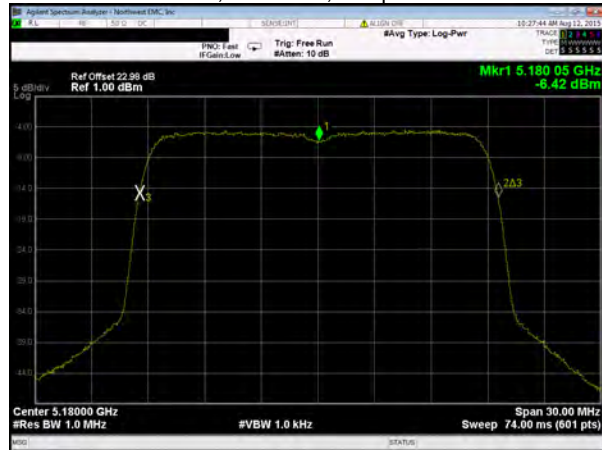 Agilent Spectrum Analyzer - Northwest EMC, Inc
RL RF 50 Ω DC SENSE:INT ALIGN OFF 10:27:44 AM Aug 12, 2015
#Avg Type: Log-Pwr TRACE 1 2 3 4 5 6
PNO: Fast Trig: Free Run TYPE M WWWWW
IFGain:Low #Atten: 10 dB DET S S S S S S
Mkr1 5.180 05 GHz
-6.42 dBm
Ref Offset 22.98 dB
5 dB/div Ref 1.00 dBm
Log
-4.00
-9.00
-14.0
-19.0
-24.0
-29.0
-34.0
-39.0
-44.0
1
X3
2Δ3
Center 5.18000 GHz Span 30.00 MHz
#Res BW 1.0 MHz #VBW 1.0 kHz Sweep 74.00 ms (601 pts)
MSG STATUS